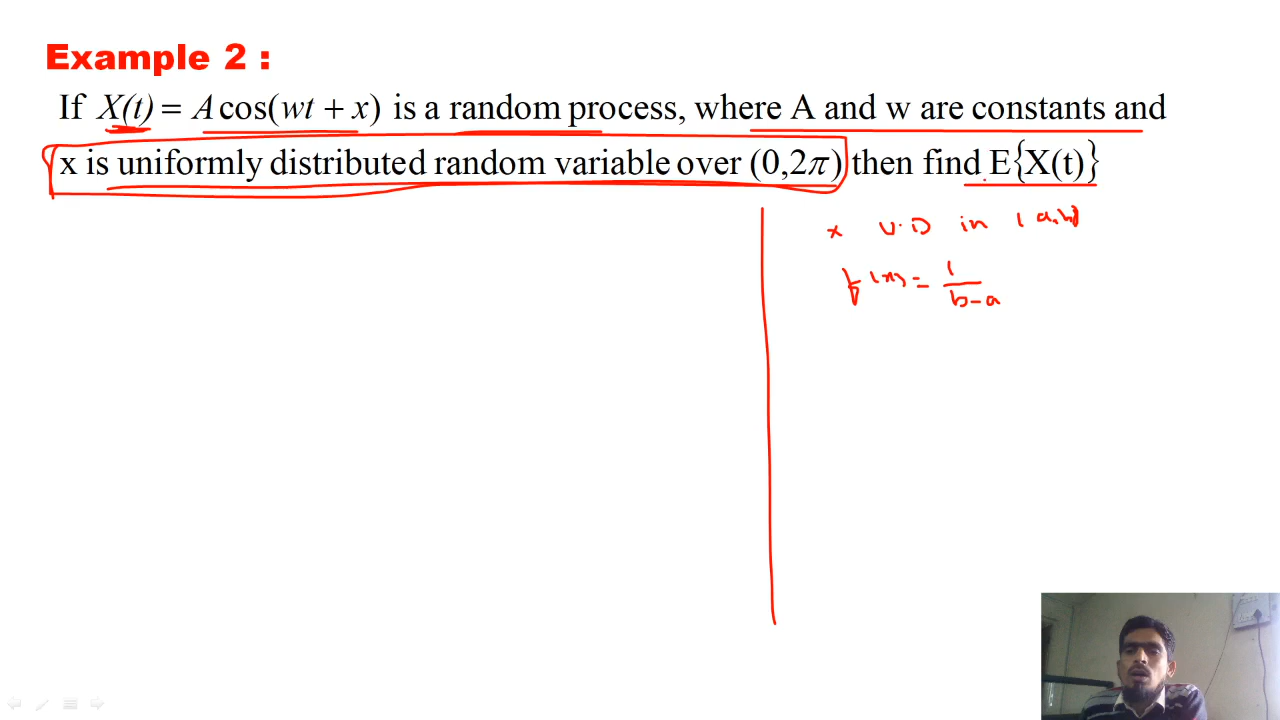 Example 2 :
If X(t) = A cos(wt + x) is a random process, where A and w are constants and
x is uniformly distributed random variable over (0,2π) then find E{X(t)}
x U.D in (a,b)
f(x) = 1/b-a